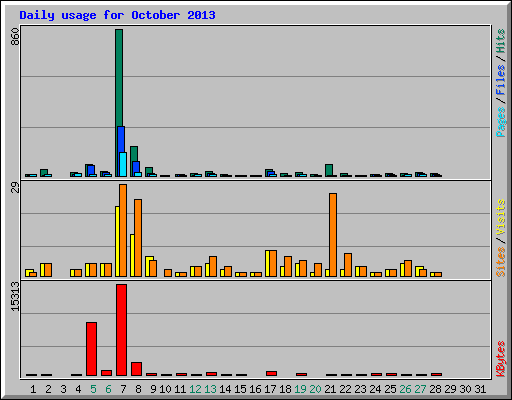 Daily usage for October 2013
860
Pages / Files / Hits
29
Sites / Visits
15313
KBytes
1 2 3 4 5 6 7 8 9 10 11 12 13 14 15 16 17 18 19 20 21 22 23 24 25 26 27 28 29 30 31